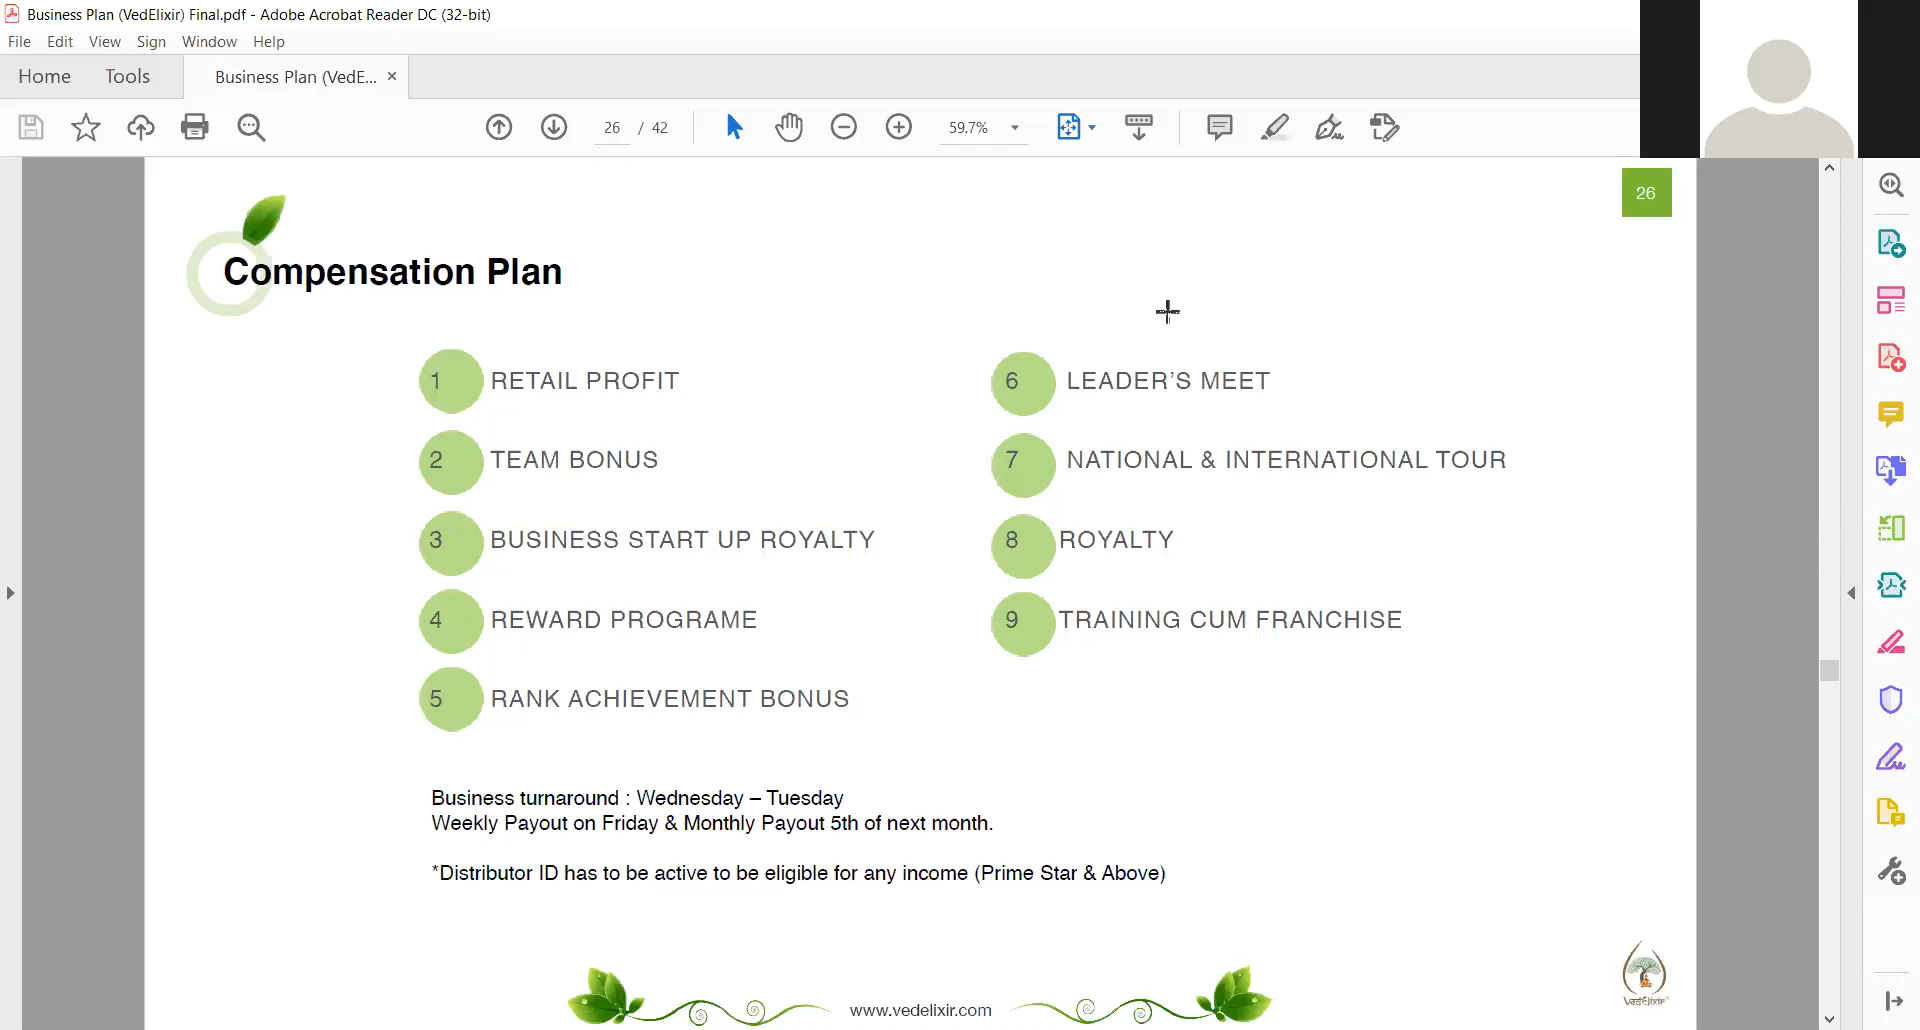 Business Plan (VedElixir) Final.pdf - Adobe Acrobat Reader DC (32-bit)
File Edit View Sign Window Help
Home Tools Business Plan (VedE... ×
26 / 42 59.7%
26
Compensation Plan
1 RETAIL PROFIT
2 TEAM BONUS
3 BUSINESS START UP ROYALTY
4 REWARD PROGRAME
5 RANK ACHIEVEMENT BONUS
6 LEADER’S MEET
7 NATIONAL & INTERNATIONAL TOUR
8 ROYALTY
9 TRAINING CUM FRANCHISE
Business turnaround : Wednesday – Tuesday
Weekly Payout on Friday & Monthly Payout 5th of next month.
*Distributor ID has to be active to be eligible for any income (Prime Star & Above)
www.vedelixir.com
VedElixir